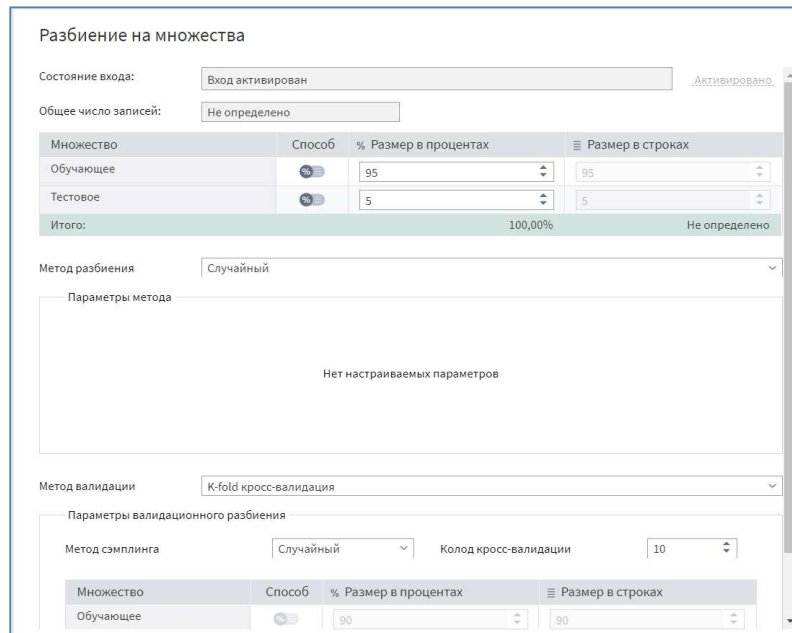 Разбиение на множества
Состояние входа: Вход активирован Активировано
Общее число записей: Не определено
Множество Способ % Размер в процентах Размер в строках
Обучающее % 95 95
Тестовое % 5 5
Итого: 100,00% Не определено
Метод разбиения Случайный
Параметры метода
Нет настраиваемых параметров
Метод валидации K-fold кросс-валидация
Параметры валидационного разбиения
Метод сэмплинга Случайный Колод кросс-валидации 10
Множество Способ % Размер в процентах Размер в строках
Обучающее % 90 90